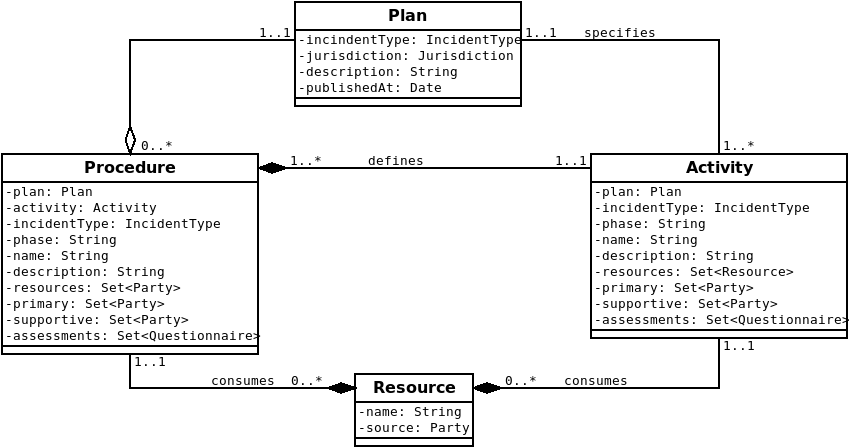 Plan
-incindentType: IncidentType
-jurisdiction: Jurisdiction
-description: String
-publishedAt: Date
1..1
1..1
specifies
0..*
1..*
Procedure
-plan: Plan
-activity: Activity
-incidentType: IncidentType
-phase: String
-name: String
-description: String
-resources: Set<Party>
-primary: Set<Party>
-supportive: Set<Party>
-assessments: Set<Questionnaire>
1..*
defines
1..1
Activity
-plan: Plan
-incidentType: IncidentType
-phase: String
-name: String
-description: String
-resources: Set<Resource>
-primary: Set<Party>
-supportive: Set<Party>
-assessments: Set<Questionnaire>
1..1
1..1
consumes
0..*
0..*
consumes
Resource
-name: String
-source: Party